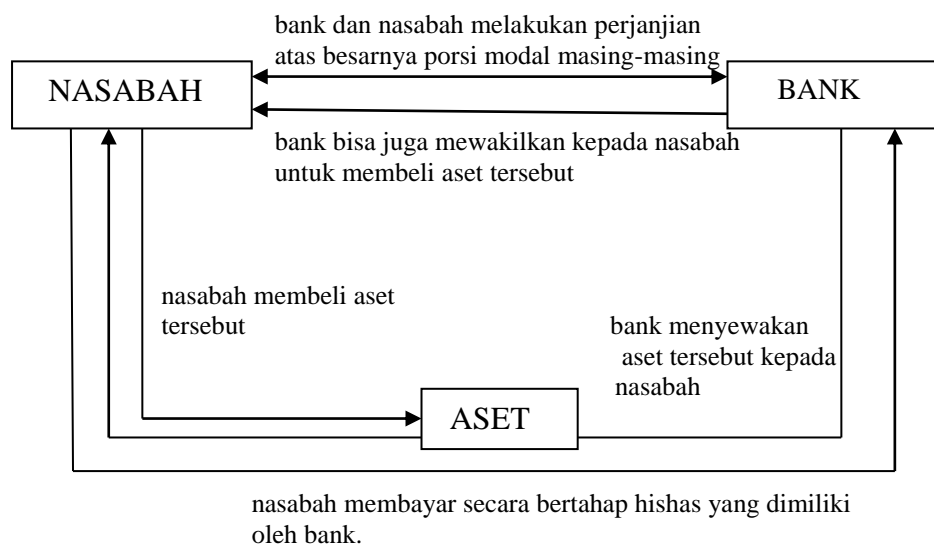 bank dan nasabah melakukan perjanjian
atas besarnya porsi modal masing-masing
NASABAH
BANK
bank bisa juga mewakilkan kepada nasabah
untuk membeli aset tersebut
nasabah membeli aset
tersebut
bank menyewakan
aset tersebut kepada
nasabah
ASET
nasabah membayar secara bertahap hishas yang dimiliki
oleh bank.